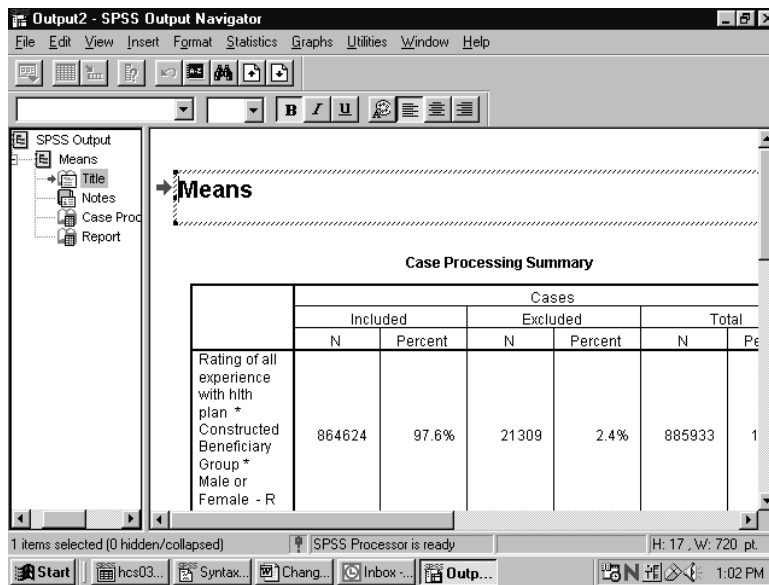 Output2 - SPSS Output Navigator
File Edit View Insert Format Statistics Graphs Utilities Window Help
B I U
SPSS Output
Means
Title
Notes
Case Proc
Report
Means
Case Processing Summary
Cases
Included Excluded Total
N Percent N Percent N Pe
Rating of all
experience
with hlth
plan *
Constructed
Beneficiary
Group *
Male or
Female - R
864624 97.6% 21309 2.4% 885933 1
1 items selected (0 hidden/collapsed) SPSS Processor is ready H: 17 , W: 720 pt.
Start hcs03... Syntax... Chang... Inbox -... Outp... N 1:02 PM